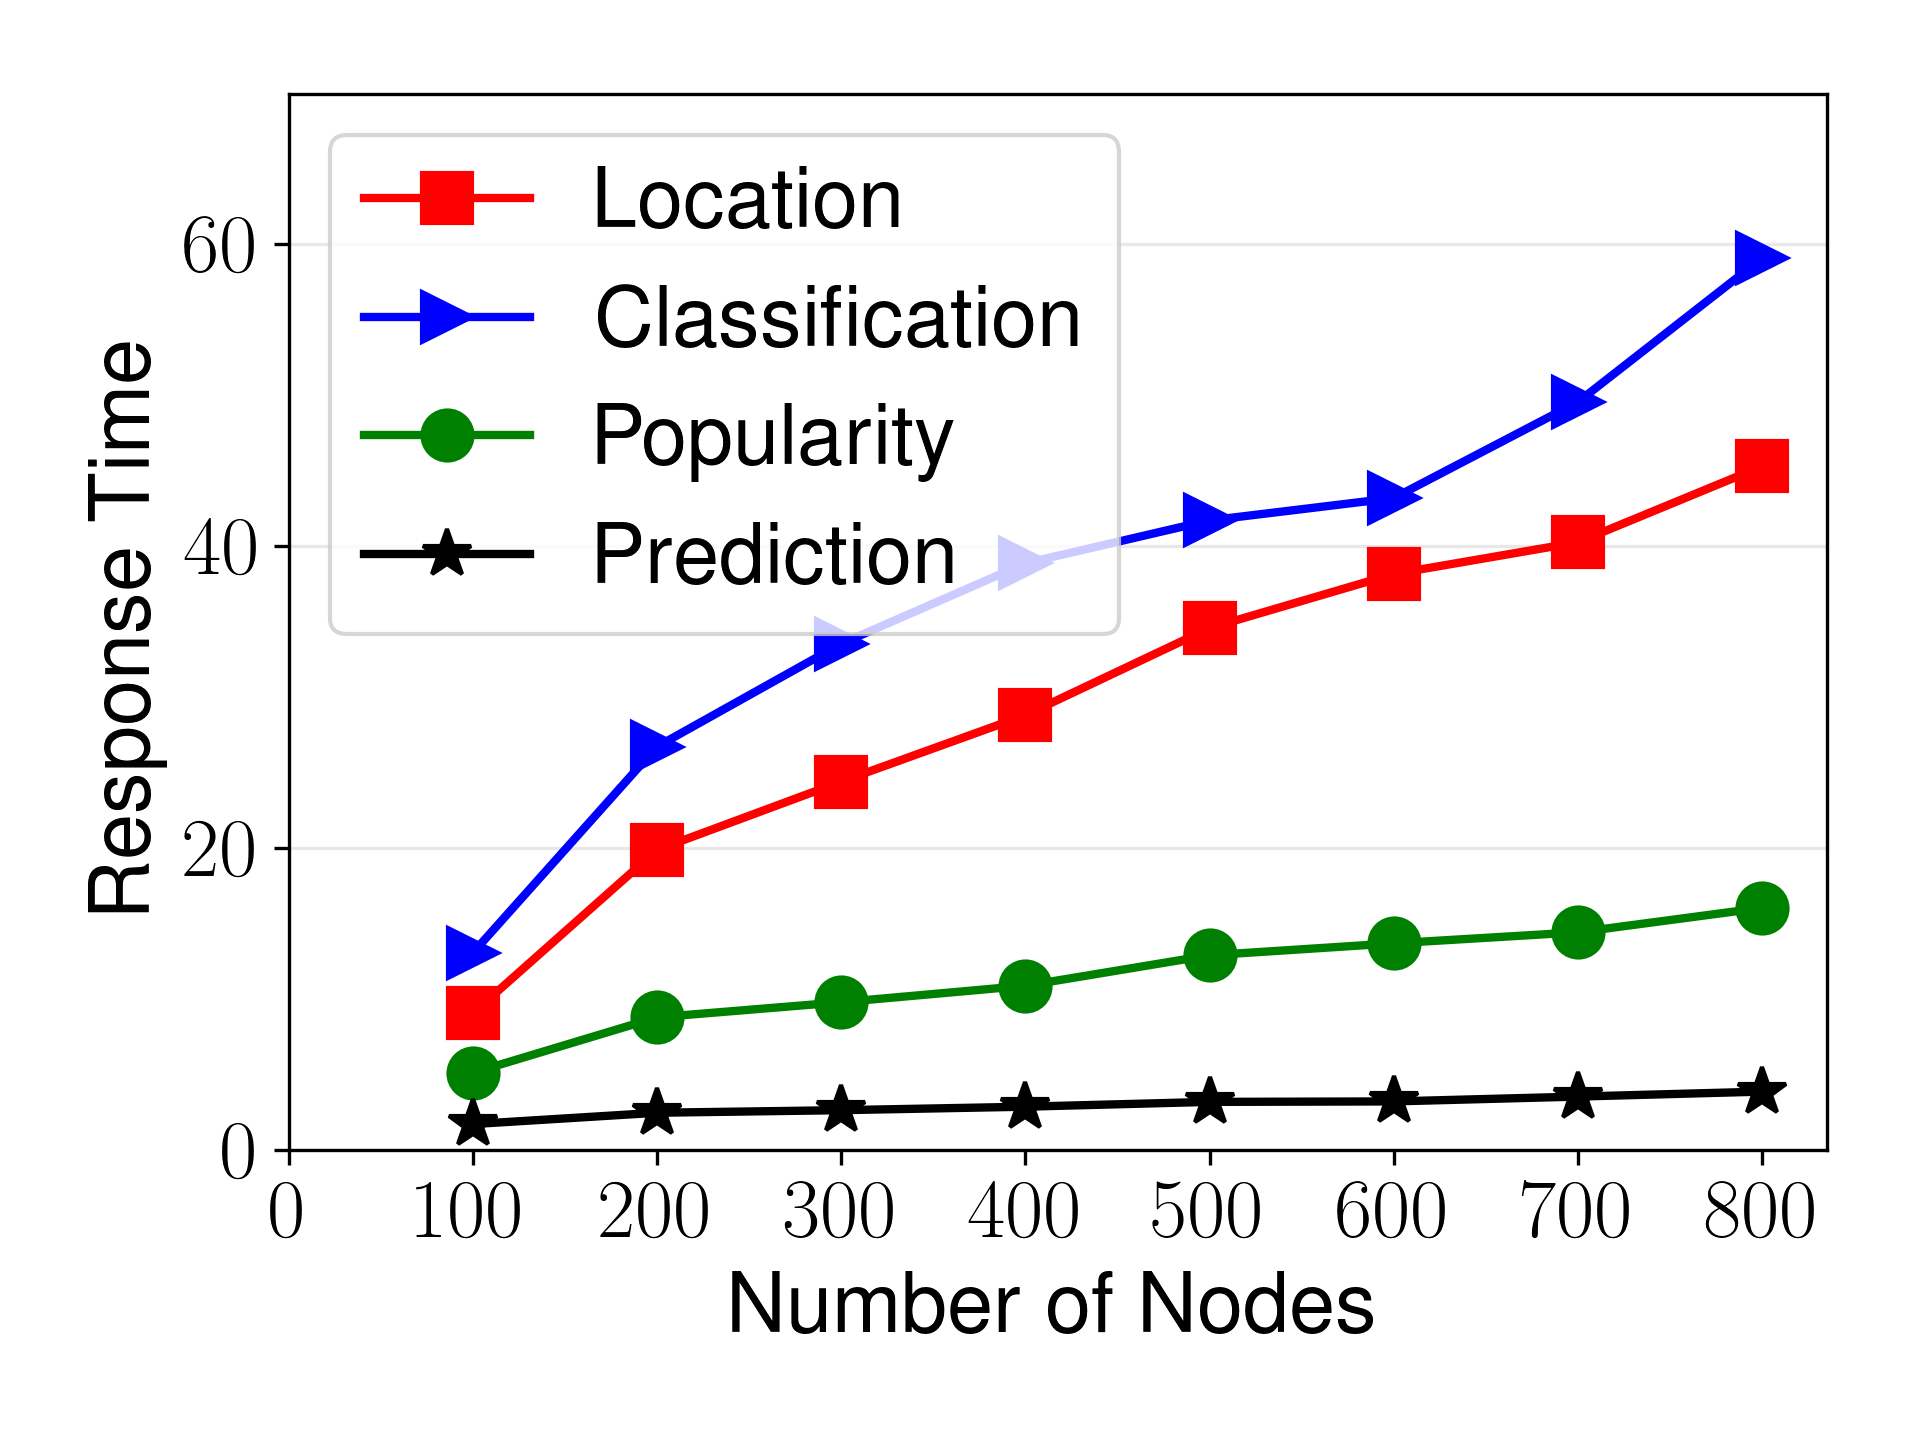 Location
Classification
Popularity
Prediction
Response Time
60
40
20
0
0 100 200 300 400 500 600 700 800
Number of Nodes